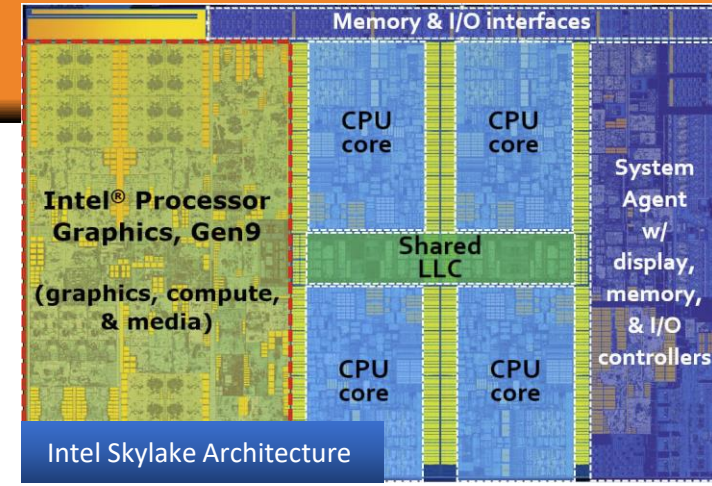 Memory & I/O interfaces
Intel® Processor
Graphics, Gen9
(graphics, compute,
& media)
CPU
core
CPU
core
Shared
LLC
CPU
core
CPU
core
System
Agent
w/
display,
memory,
& I/O
controllers
Intel Skylake Architecture